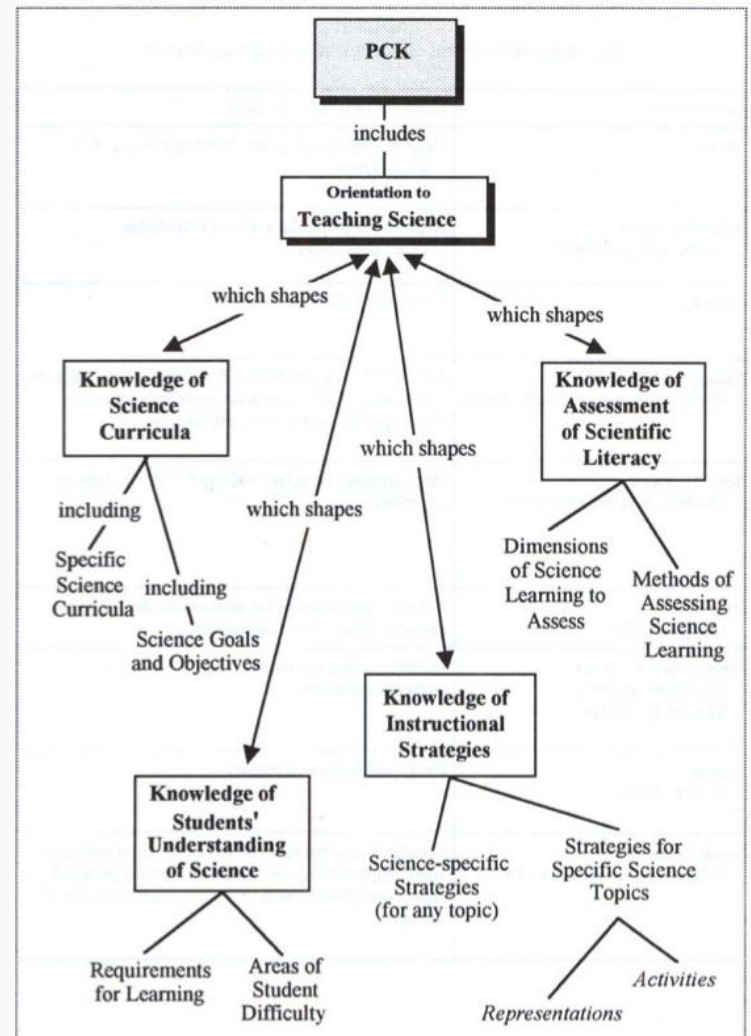 PCK
includes
Orientation to
Teaching Science
which shapes
which shapes
Knowledge of
Science
Curricula
Knowledge of
Assessment
of Scientific
Literacy
which shapes
including
which shapes
Specific
Science
Curricula
including
Science Goals
and Objectives
Dimensions
of Science
Learning to
Assess
Methods of
Assessing
Science
Learning
Knowledge of
Instructional
Strategies
Knowledge of
Students'
Understanding
of Science
Science-specific
Strategies
(for any topic)
Strategies for
Specific Science
Topics
Requirements
for Learning
Areas of
Student
Difficulty
Activities
Representations